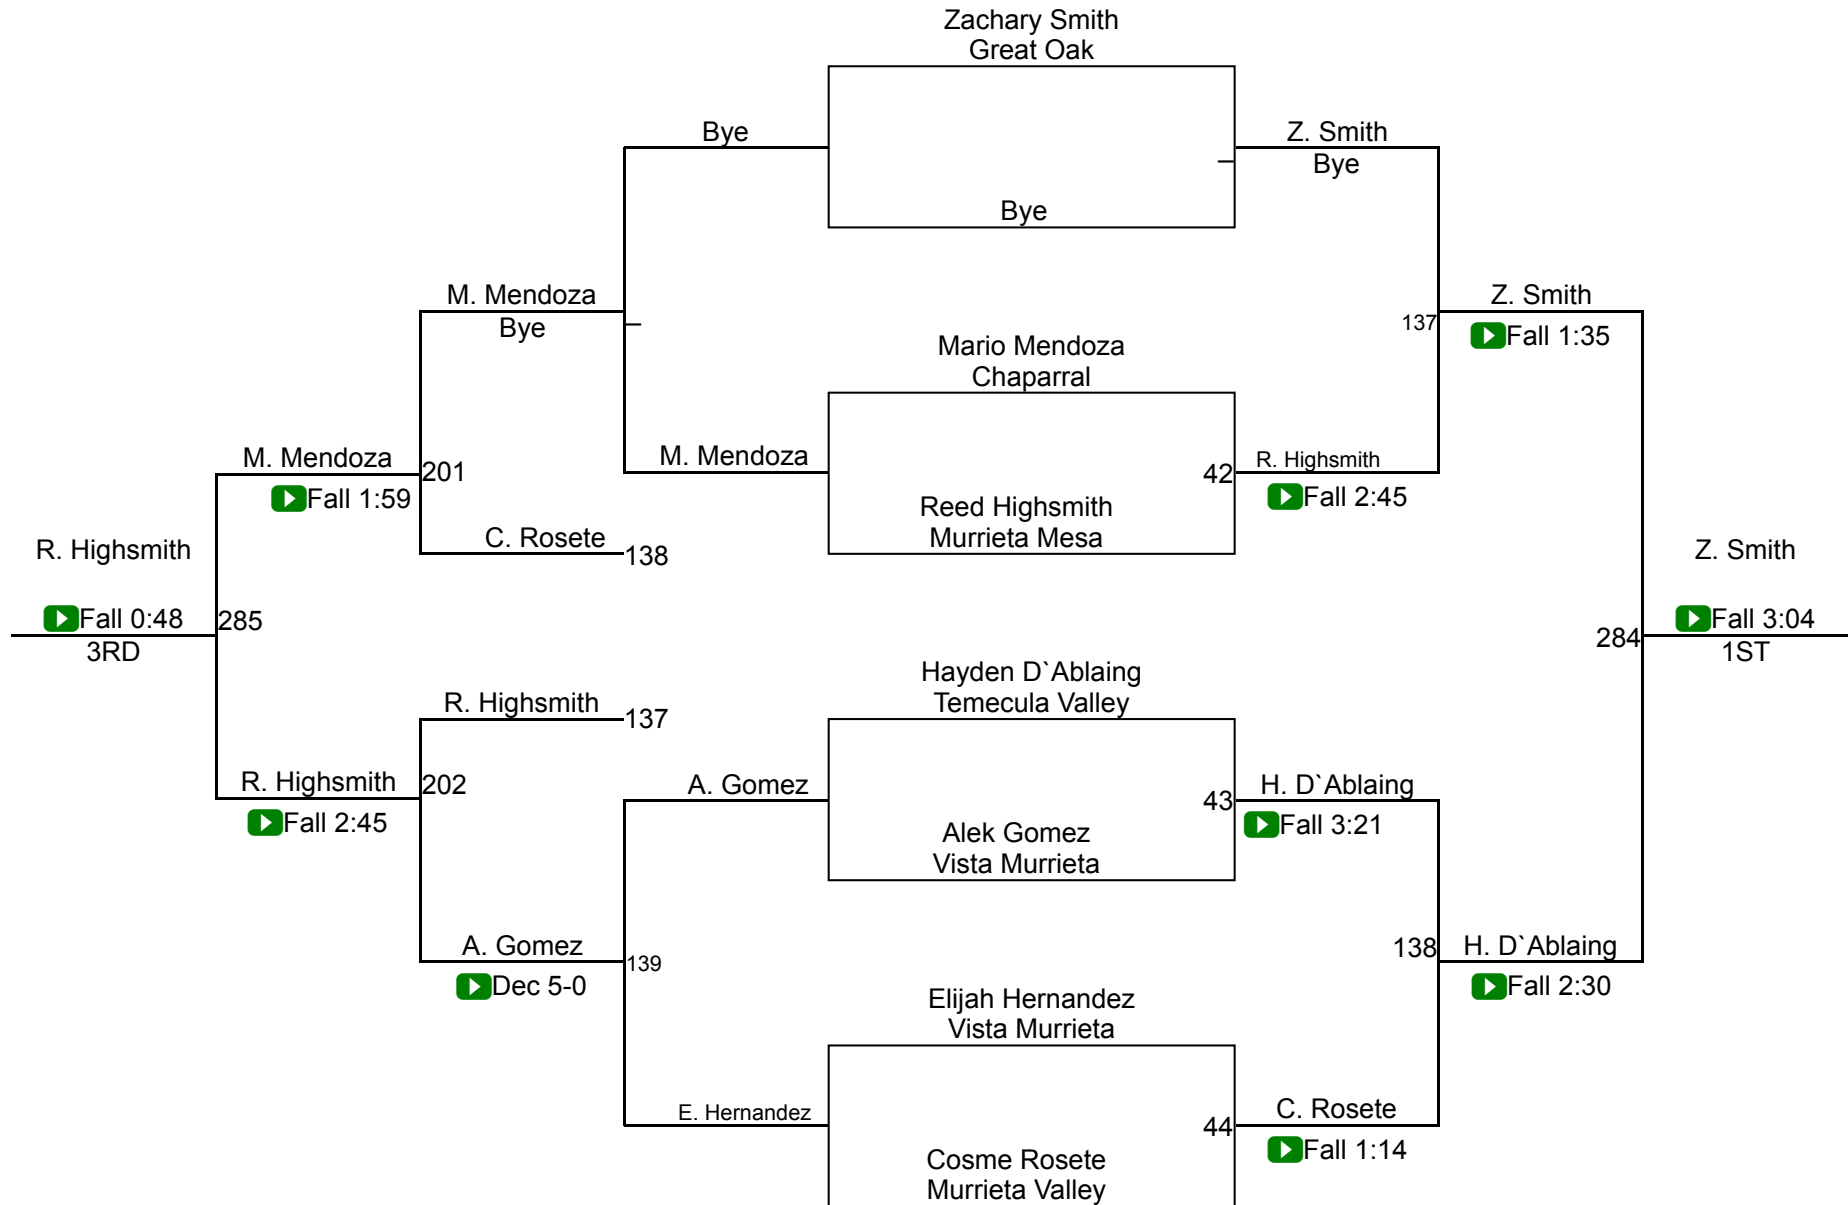 Zachary Smith
Great Oak
Bye
Z. Smith
Bye
Bye
M. Mendoza
Bye
Z. Smith
137
Fall 1:35
Mario Mendoza
Chaparral
M. Mendoza
Fall 1:59
201
M. Mendoza
42
R. Highsmith
Fall 2:45
Reed Highsmith
Murrieta Mesa
C. Rosete
138
R. Highsmith
Fall 0:48
3RD
285
Z. Smith
284
Fall 3:04
1ST
Hayden D`Ablaing
Temecula Valley
R. Highsmith
137
R. Highsmith
Fall 2:45
202
A. Gomez
43
H. D`Ablaing
Fall 3:21
Alek Gomez
Vista Murrieta
A. Gomez
Dec 5-0
139
138
H. D`Ablaing
Fall 2:30
Elijah Hernandez
Vista Murrieta
E. Hernandez
44
C. Rosete
Fall 1:14
Cosme Rosete
Murrieta Valley